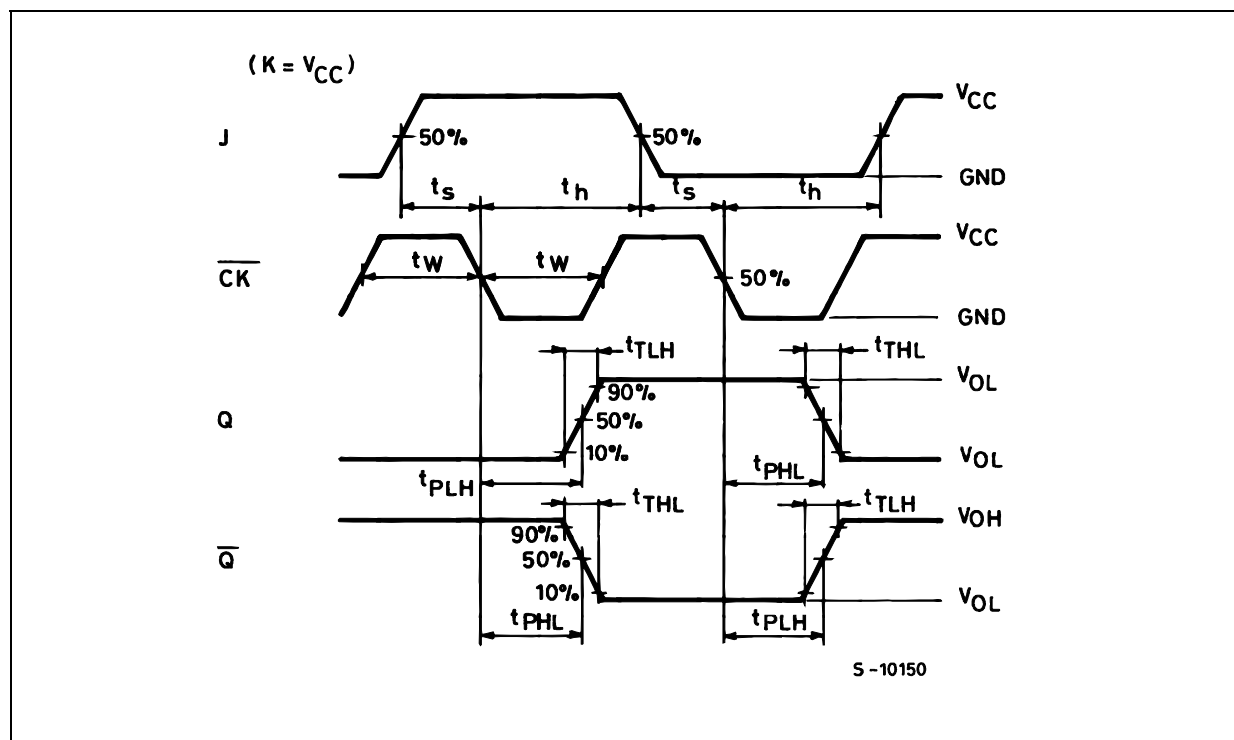 (K = VCC)
VCC
J
50%
50%
GND
ts
th
ts
th
VCC
CK
tW
tW
50%
GND
tTLH
tTHL
VOL
90%
Q
50%
10%
VOL
tPLH
tPHL
tTHL
tTLH
VOH
90%
Q
50%
10%
VOL
tPHL
tPLH
S-10150